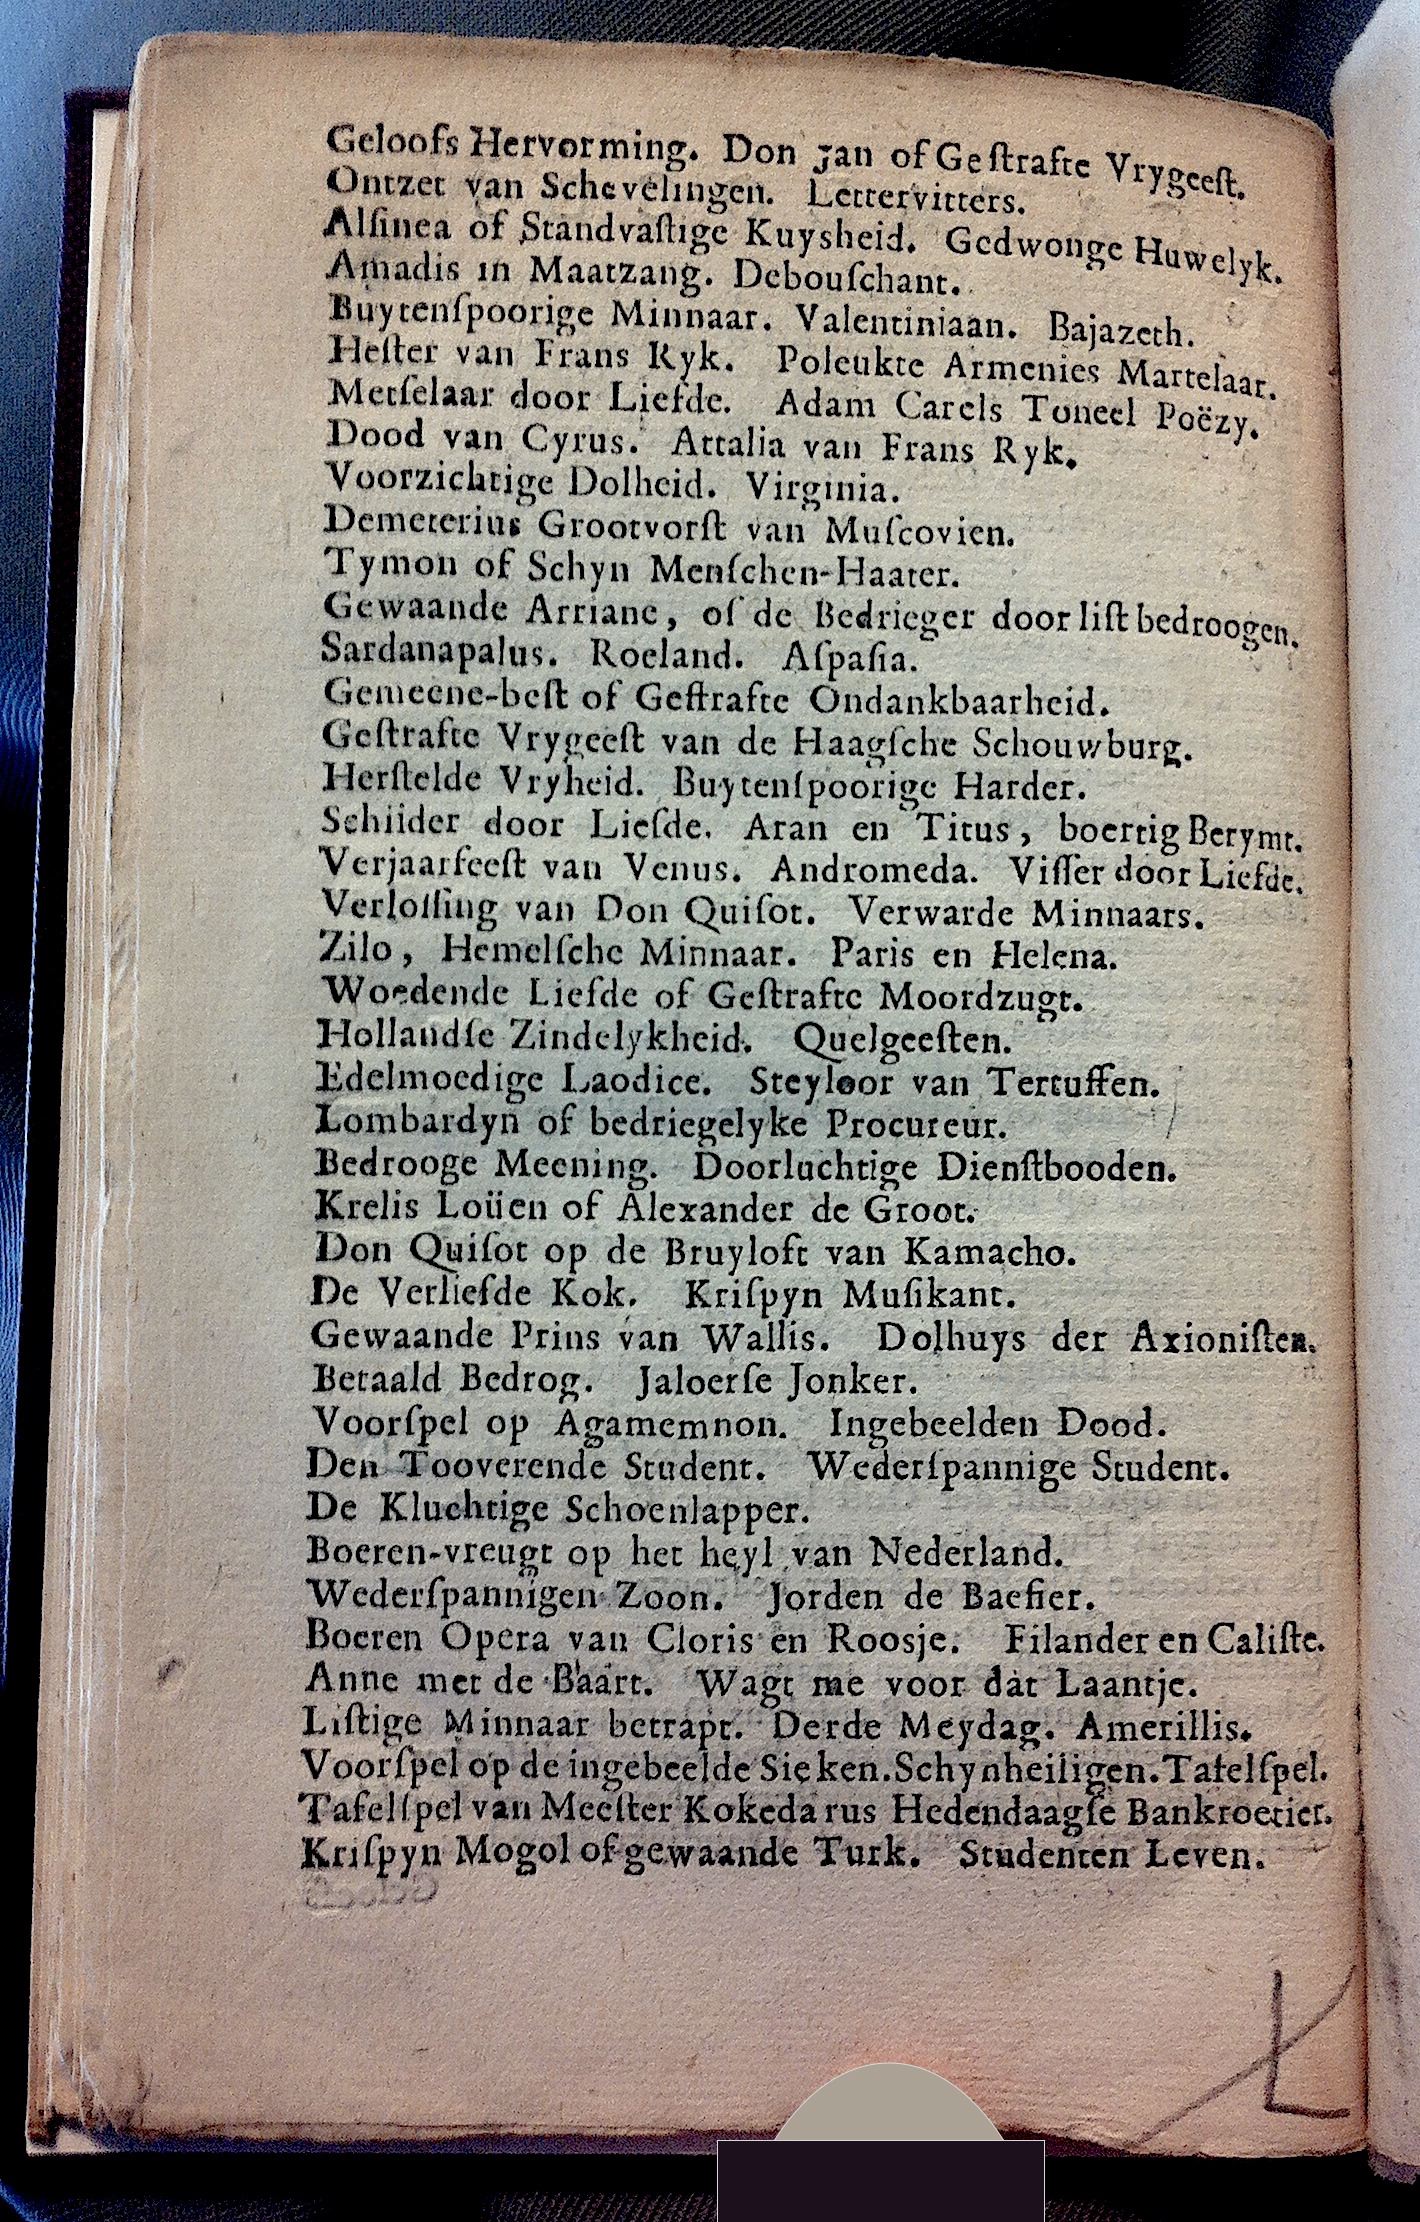 Geloofs Hervorming. Don Jan of Geſtrafte Vrygeeſt.
Ontzet van Schevelingen. Lettervitters.
Alſinea of Standvaſtige Kuysheid. Gedwonge Huwelyk.
Amadis in Maatzang. Debouſchant.
Buytenſpoorige Minnaar. Valentiniaan. Bajazeth.
Heſter van Frans Ryk. Poleukte Armenies Martelaar.
Metſelaar door Liefde. Adam Carels Toneel Poëzy.
Dood van Cyrus. Attalia van Frans Ryk.
Voorzichtige Dolheid. Virginia.
Demeterius Grootvorſt van Muſcovien.
Tymon of Schyn Menſchen-Haater.
Gewaande Arriane, of de Bedrieger door liſt bedroogen.
Sardanapalus. Roeland. Aſpaſia.
Gemeene-beſt of Geſtrafte Ondankbaarheid.
Geſtrafte Vrygeeſt van de Haagſche Schouwburg.
Herſtelde Vryheid. Buytenſpoorige Harder.
Schiider door Liefde. Aran en Titus, boertig Berymt.
Verjaarfeeſt van Venus. Andromeda. Viſſer door Liefde.
Verloſſing van Don Quiſot. Verwarde Minnaars.
Zilo, Hemelſche Minnaar. Paris en Helena.
Woedende Liefde of Geſtrafte Moordzugt.
Hollandſe Zindelykheid. Quelgeeſten.
Edelmoedige Laodice. Steyloor van Tertuffen.
Lombardyn of bedriegelyke Procureur.
Bedrooge Meening. Doorluchtige Dienſtbooden.
Krelis Loüen of Alexander de Groot.
Don Quiſot op de Bruyloft van Kamacho.
De Verliefde Kok. Kriſpyn Muſikant.
Gewaande Prins van Wallis. Dolhuys der Axioniſten.
Betaald Bedrog. Jaloerſe Jonker.
Voorſpel op Agamemnon. Ingebeelden Dood.
Den Tooverende Student. Wederſpannige Student.
De Kluchtige Schoenlapper.
Boeren-vreugt op het heyl van Nederland.
Wederſpannigen Zoon. Jorden de Baefier.
Boeren Opera van Cloris en Roosje. Filander en Caliſte.
Anne met de Baart. Wagt me voor dat Laantje.
Liſtige Minnaar betrapt. Derde Meydag. Amerillis.
Voorſpel op de ingebeelde Sieken. Schynheiligen. Tafelſpel.
Tafelſpel van Meeſter Kokedarus Hedendaagſe Bankroetier.
Kriſpyn Mogol of gewaande Turk. Studenten Leven.